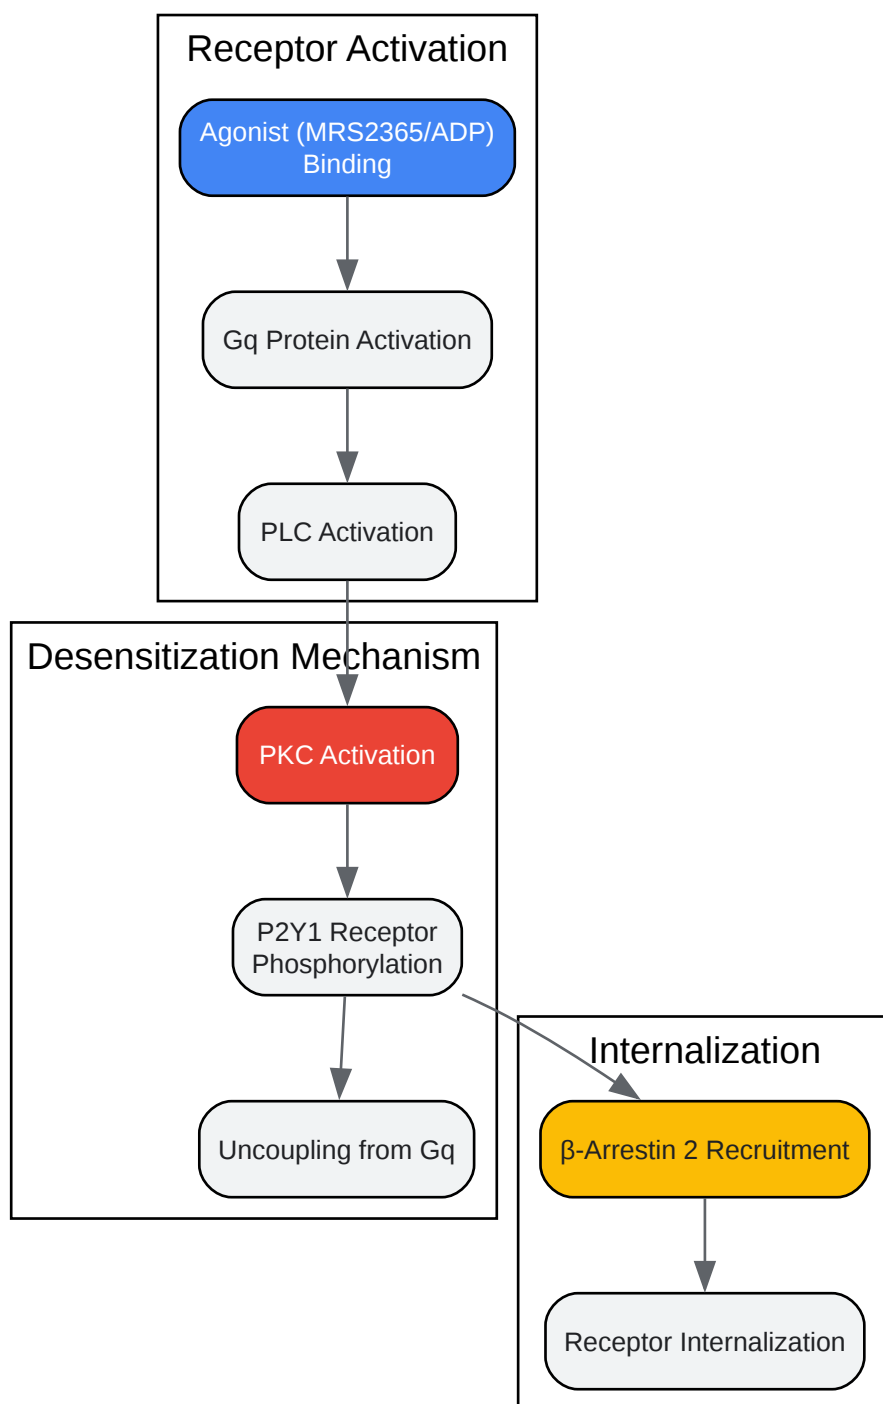 Receptor Activation
Agonist (MRS2365/ADP)
Binding
Gq Protein Activation
PLC Activation
Desensitization Mechanism
PKC Activation
P2Y1 Receptor
Phosphorylation
Uncoupling from Gq
Internalization
β-Arrestin 2 Recruitment
Receptor Internalization